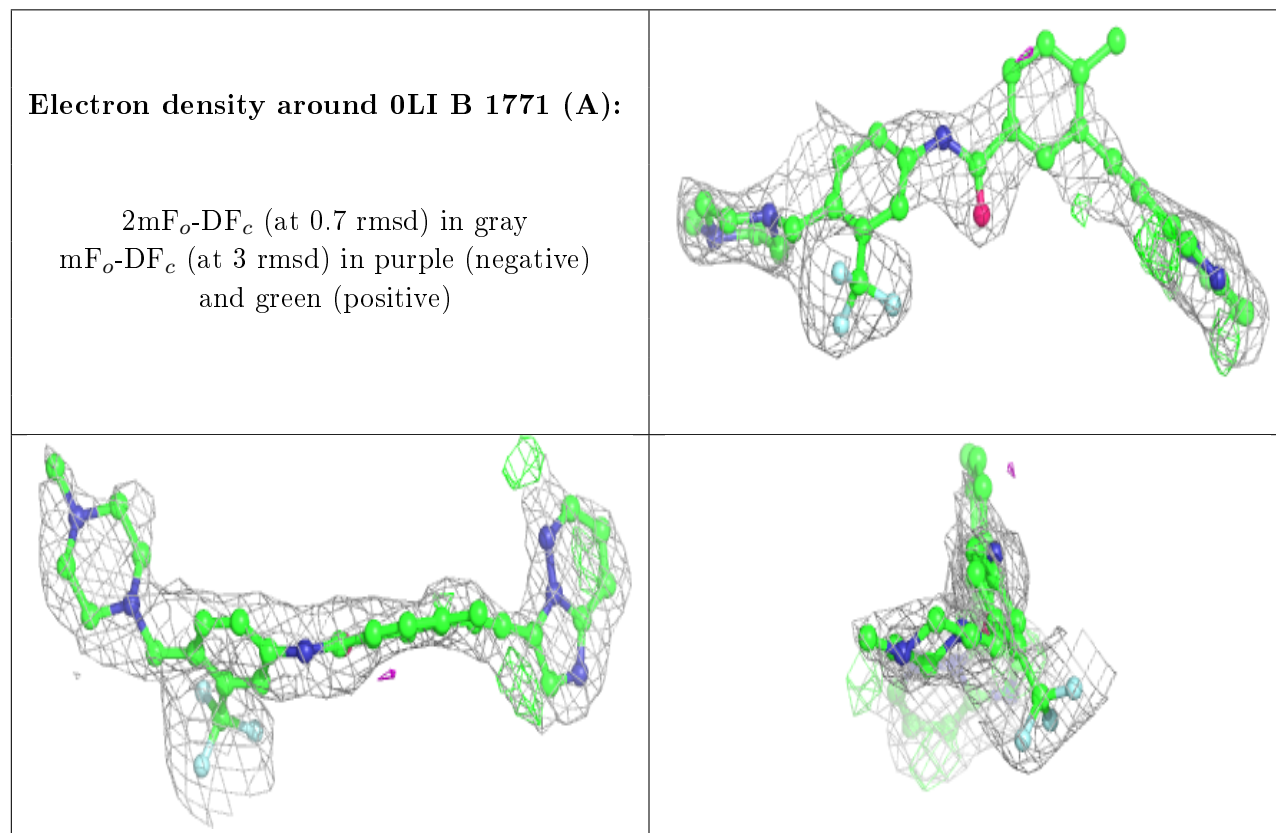 Electron density around 0LI B 1771 (A):
2mFₒ-DF𝒸 (at 0.7 rmsd) in gray
mFₒ-DF𝒸 (at 3 rmsd) in purple (negative)
and green (positive)